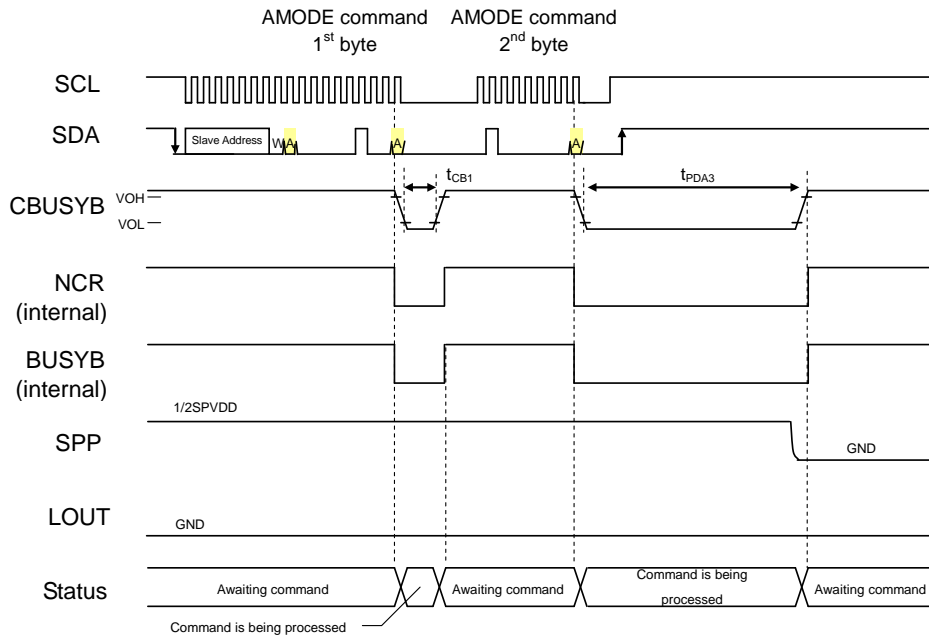 AMODE command
1st byte
AMODE command
2nd byte
SCL
SDA
Slave Address
W
A
A
A
CBUSYB
VOH
VOL
tCB1
tPDA3
NCR
(internal)
BUSYB
(internal)
1/2SPVDD
SPP
GND
LOUT
GND
Status
Awaiting command
Awaiting command
Command is being
processed
Awaiting command
Command is being processed